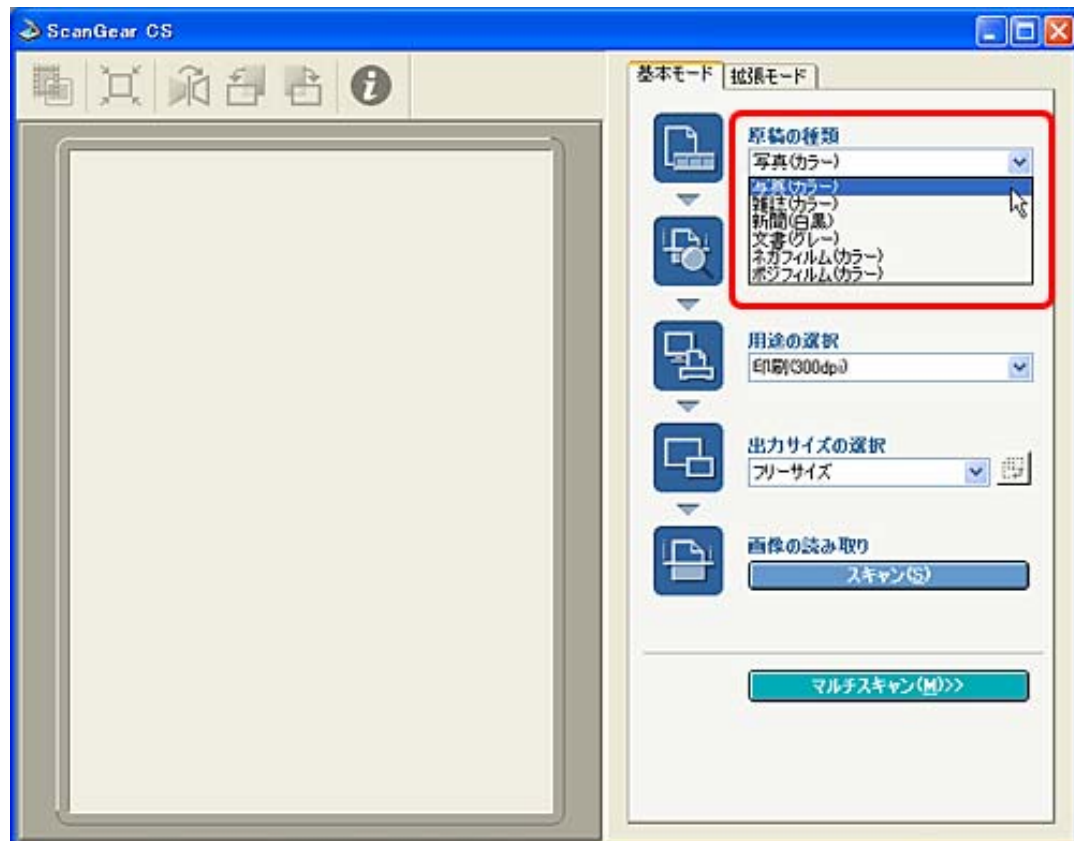 ScanGear CS
基本モード 拡張モード
原稿の種類
写真(カラー)
写真(カラー)
雑誌(カラー)
新聞(白黒)
文書(グレー)
ネガフィルム(カラー)
ポジフィルム(カラー)
用途の選択
印刷(300dpi)
出力サイズの選択
フリーサイズ
画像の読み取り
スキャン(S)
マルチスキャン(M)>>